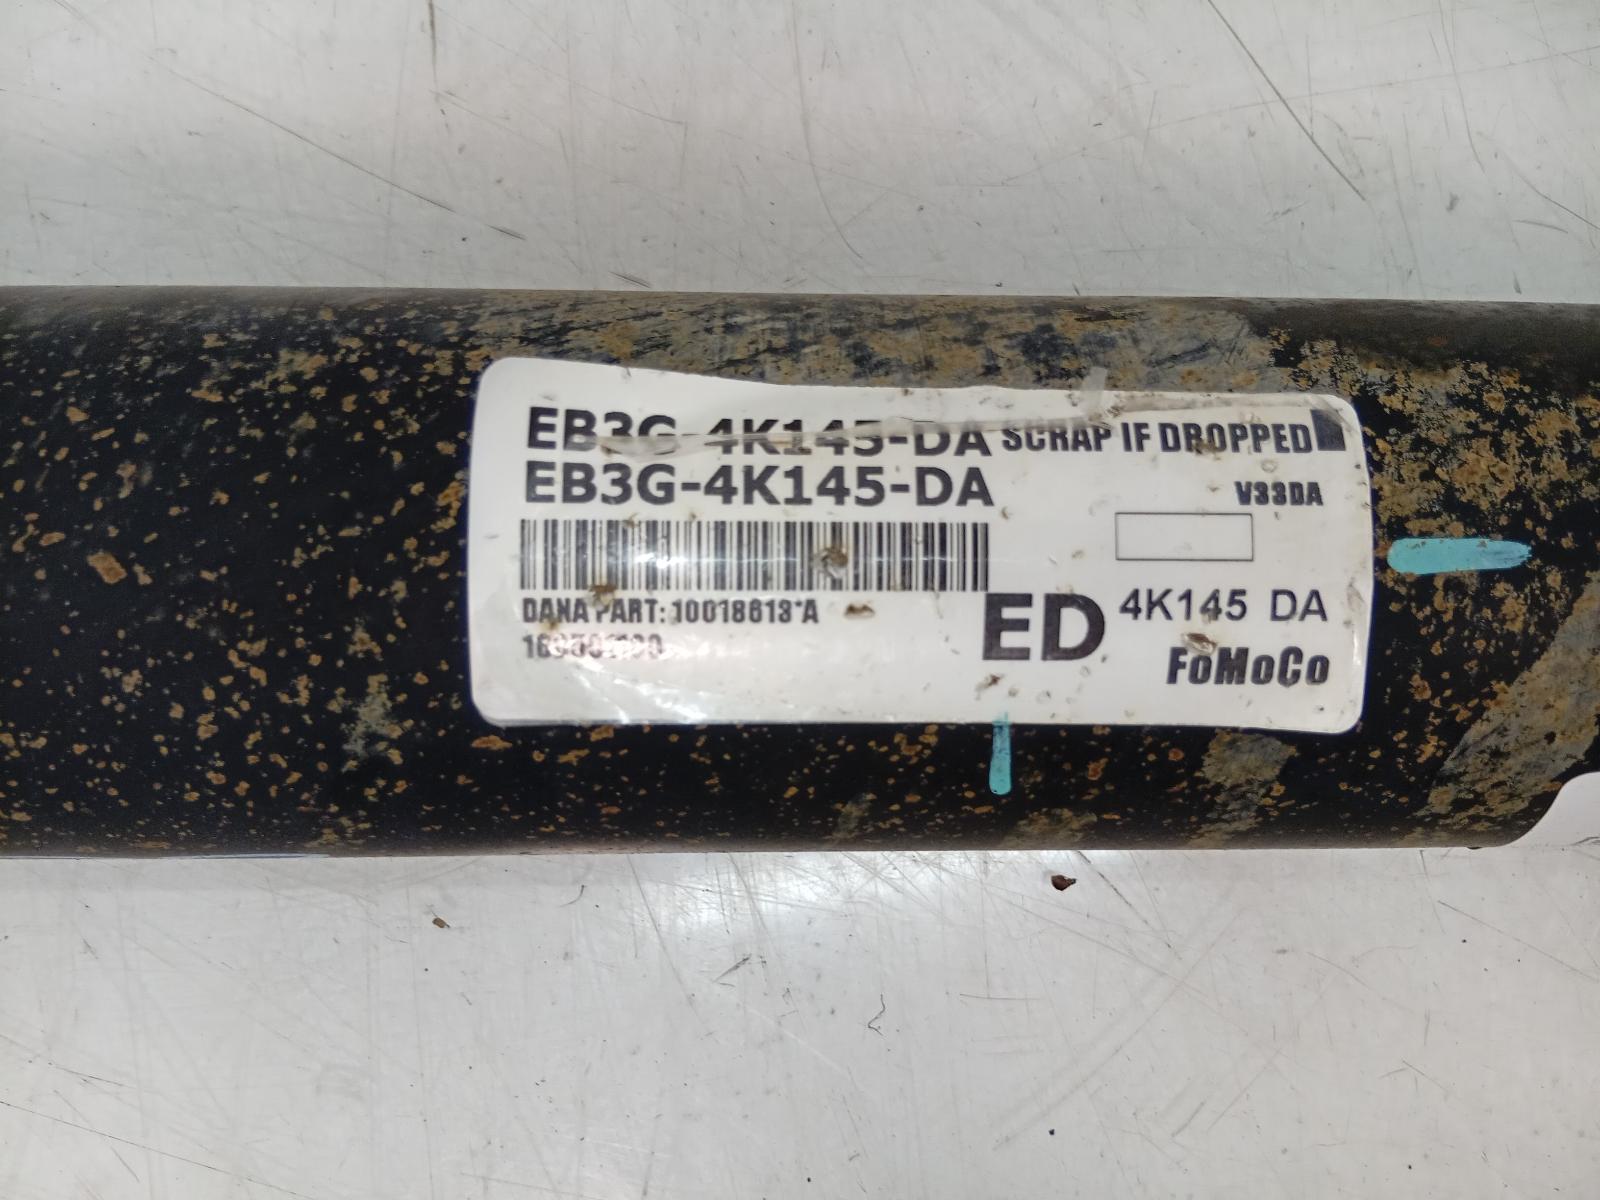 EB3G-4K145-DA SCRAP IF DROPPED
EB3G-4K145-DA
V33DA
DANA PART: 10018613*A
ED 4K145 DA
FoMoCo